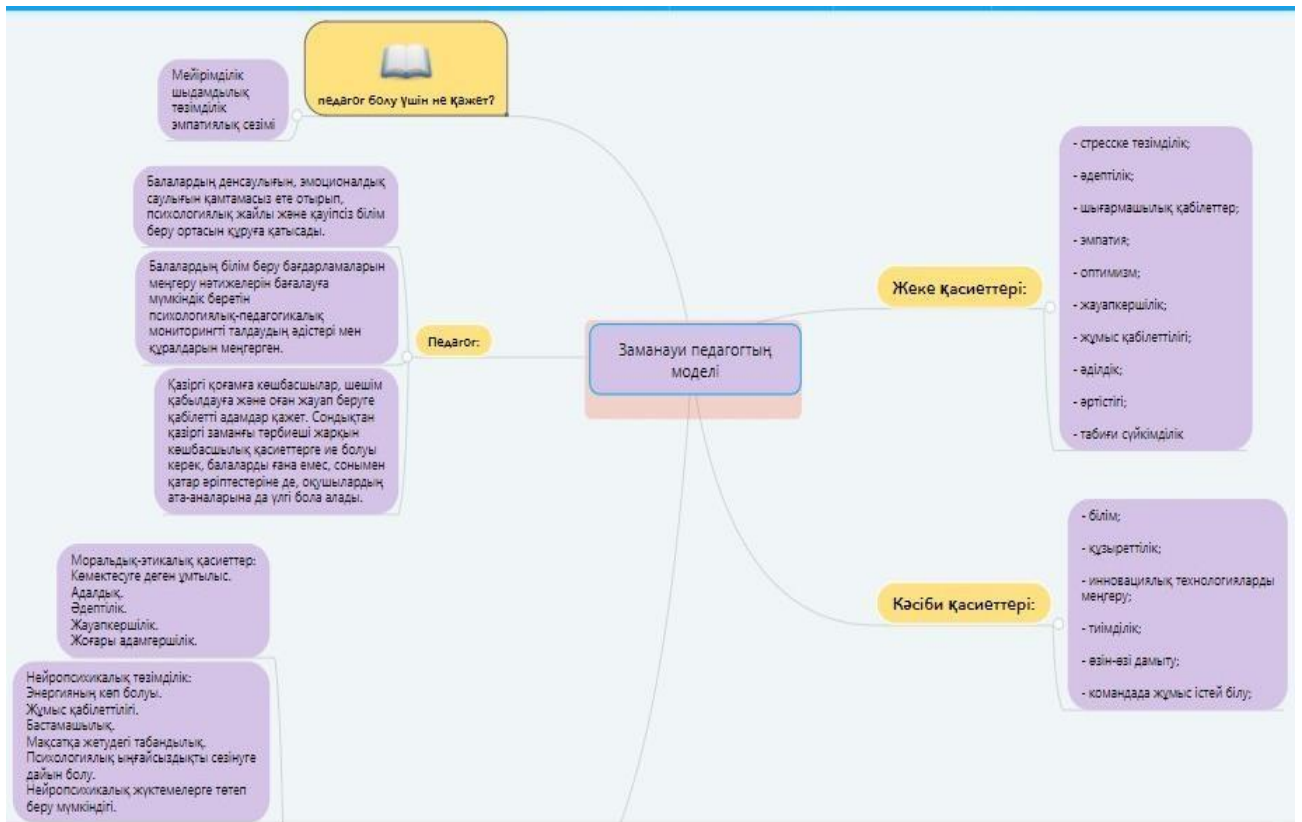 педагог болу үшін не қажет?
Мейірімділік
шыдамдылық
төзімділік
эмпатиялық сезімі
Балалардың денсаулығын, эмоционалдық
саулығын қамтамасыз ете отырып,
психологиялық жайлы және қауіпсіз білім
беру ортасын құруға қатысады.
Балалардың білім беру бағдарламаларын
меңгеру нәтижелерін бағалауға
мүмкіндік беретін
психологиялық-педагогикалық
мониторингті талдаудың әдістері мен
құралдарын меңгерген.
Қазіргі қоғамға көшбасшылар, шешім
қабылдауға және оған жауап беруге
қабілетті адамдар қажет. Сондықтан
қазіргі заманғы тәрбиеші жарқын
көшбасшылық қасиеттерге ие болуы
керек, балаларды ғана емес, сонымен
қатар әріптестеріне де, оқушылардың
ата-аналарына да үлгі бола алады.
Педагог:
Моральдық-этикалық қасиеттер:
Көмектесуге деген ұмтылыс.
Адалдық.
Әдептілік.
Жауапкершілік.
Жоғары адамгершілік.
Нейропсихикалық төзімділік:
Энергияның көп болуы.
Жұмыс қабілеттілігі.
Бастамашылық.
Мақсатқа жетудегі табандылық.
Психологиялық ыңғайсыздықты сезінуге
дайын болу.
Нейропсихикалық жүктемелерге төтеп
беру мүмкіндігі.
Заманауи педагогтың
моделі
Жеке қасиеттері:
- стресске төзімділік;
- әдептілік;
- шығармашылық қабілеттер;
- эмпатия;
- оптимизм;
- жауапкершілік;
- жұмыс қабілеттілігі;
- әділдік;
- әртістігі;
- табиғи сүйкімділік
Кәсіби қасиеттері:
- білім;
- құзыреттілік;
- инновациялық технологияларды
меңгеру;
- тиімділік;
- өзін-өзі дамыту;
- командада жұмыс істей білу;